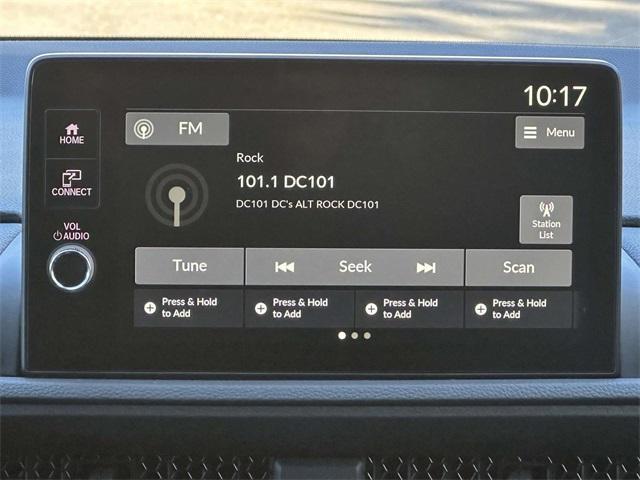 10:17
HOME
FM
Menu
Rock
CONNECT
101.1 DC101
DC101 DC's ALT ROCK DC101
VOL
AUDIO
Station
List
Tune
Seek
Scan
Press & Hold
to Add
Press & Hold
to Add
Press & Hold
to Add
Press & Hold
to Add